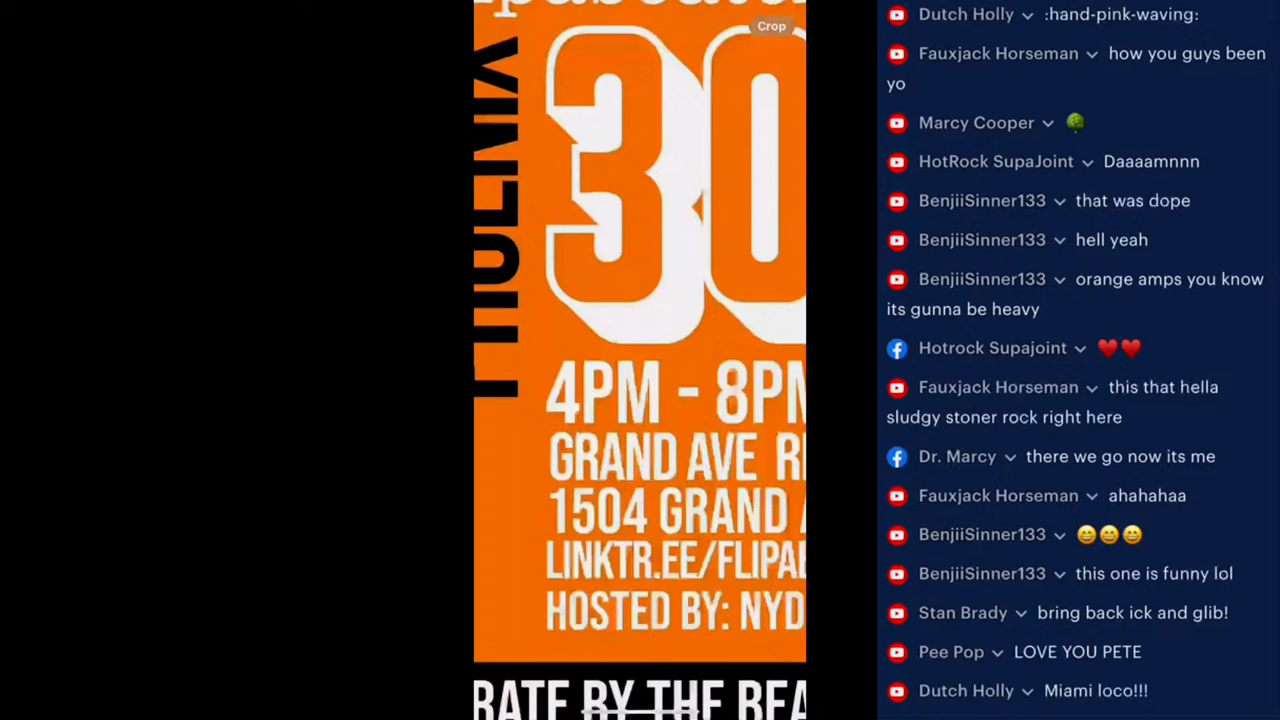 Crop
30
4PM - 8PM
GRAND AVE
1504 GRAND
LINKTR.EE/FLIPA
HOSTED BY: NYD
BY THE
Dutch Holly :hand-pink-waving:
Fauxjack Horseman how you guys been
yo
Marcy Cooper 🌳
HotRock SupaJoint Daaaamnnn
BenjiiSinner133 that was dope
BenjiiSinner133 hell yeah
BenjiiSinner133 orange amps you know
its gunna be heavy
Hotrock Supajoint ♥️♥️
Fauxjack Horseman this that hella
sludgy stoner rock right here
Dr. Marcy there we go now its me
Fauxjack Horseman ahahahaa
BenjiiSinner133 😄😄😄
BenjiiSinner133 this one is funny lol
Stan Brady bring back ick and glib!
Pee Pop LOVE YOU PETE
Dutch Holly Miami loco!!!